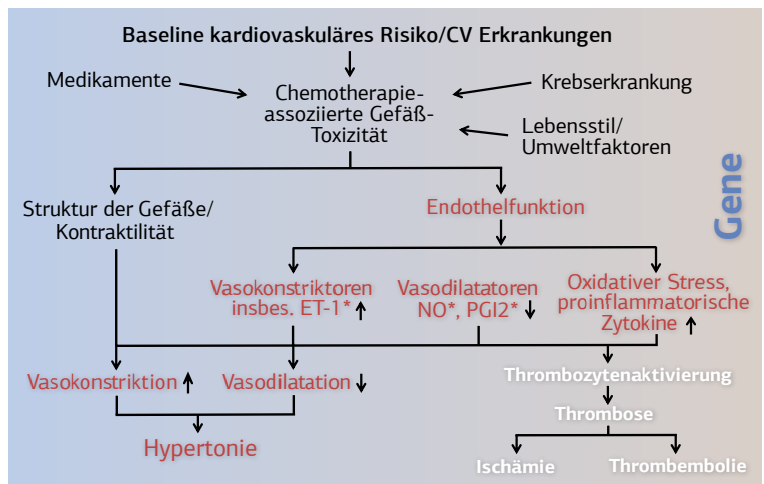 Baseline kardiovaskuläres Risiko/CV Erkrankungen
Medikamente
Krebserkrankung
Chemotherapie-
assoziierte Gefäß-
Toxizität
Lebensstil/
Umweltfaktoren
Gene
Struktur der Gefäße/
Kontraktilität
Endothelfunktion
Vasokonstriktoren
insbes. ET-1*
Vasodilatatoren
NO*, PGI2*
Oxidativer Stress,
proinflammatorische
Zytokine
Vasokonstriktion
Vasodilatation
Thrombozytenaktivierung
Thrombose
Hypertonie
Ischämie
Thrombembolie